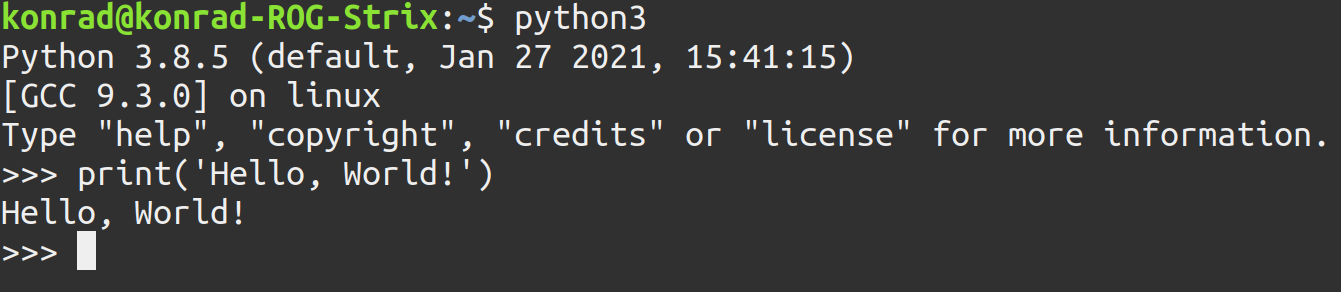 konrad@konrad-ROG-Strix:~$ python3
Python 3.8.5 (default, Jan 27 2021, 15:41:15)
[GCC 9.3.0] on linux
Type "help", "copyright", "credits" or "license" for more information.
>>> print('Hello, World!')
Hello, World!
>>>